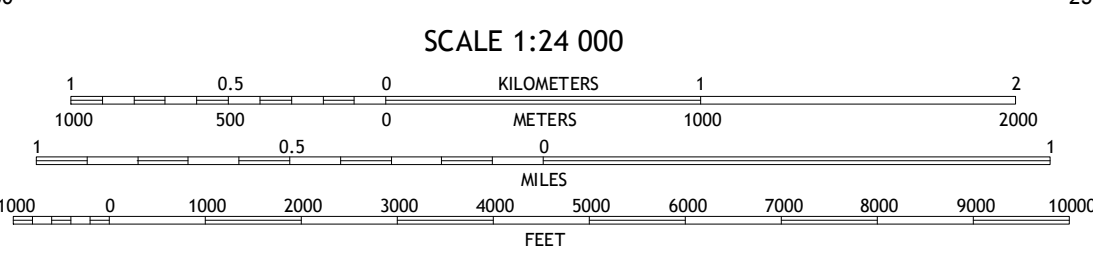 SCALE 1:24 000
1 0.5 0 KILOMETERS 1 2
1000 500 0 METERS 1000 2000
1 0.5 0 1
MILES
1000 0 1000 2000 3000 4000 5000 6000 7000 8000 9000 10000
FEET